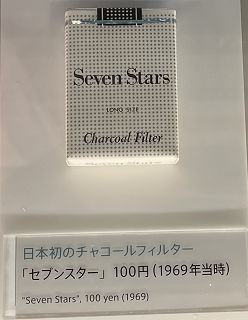 Seven Stars
LONG SIZE
Charcoal Filter
日本初のチャコールフィルター
「セブンスター」100円(1969年当時)
"Seven Stars", 100 yen (1969)